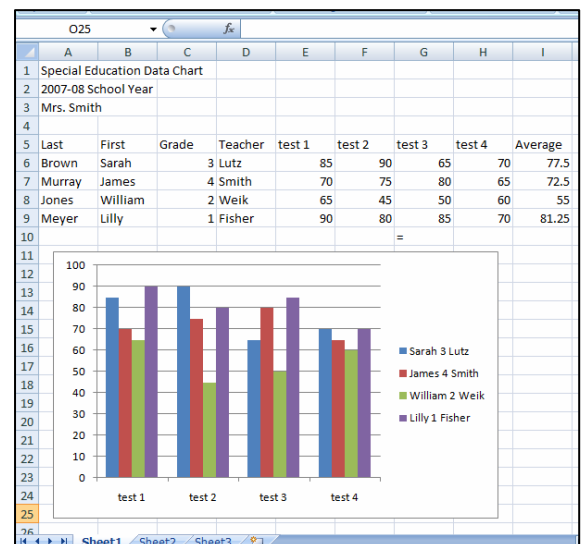 O25 fx
A B C D E F G H I
1 Special Education Data Chart
2 2007-08 School Year
3 Mrs. Smith
4
5 Last First Grade Teacher test 1 test 2 test 3 test 4 Average
6 Brown Sarah 3 Lutz 85 90 65 70 77.5
7 Murray James 4 Smith 70 75 80 65 72.5
8 Jones William 2 Weik 65 45 50 60 55
9 Meyer Lilly 1 Fisher 90 80 85 70 81.25
10 =
11
12 100
13 90
14 80
15 70
16 60 Sarah 3 Lutz
17 50 James 4 Smith
18 40 William 2 Weik
19 30 Lilly 1 Fisher
20 20
21 10
22 0
23
24 test 1 test 2 test 3 test 4
25
26
Sheet1 Sheet2 Sheet3